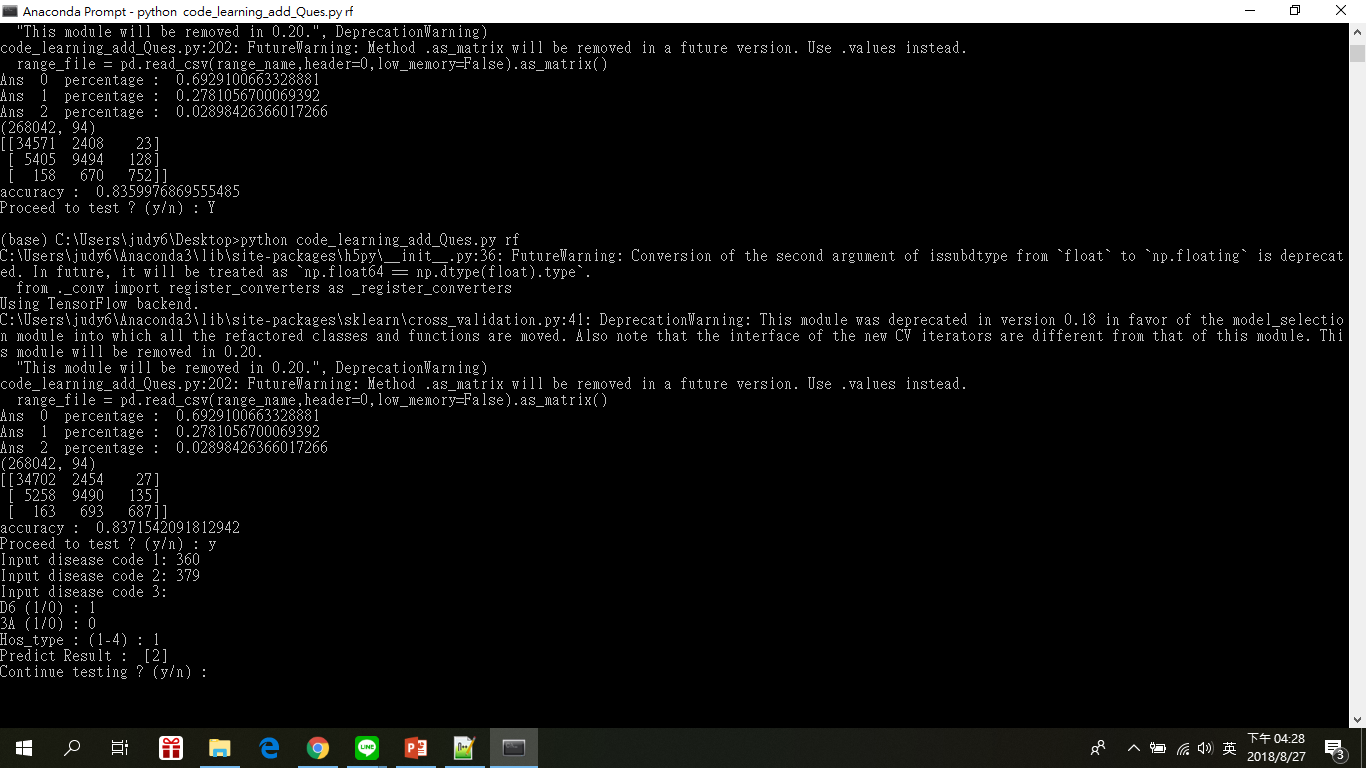 Anaconda Prompt - python code_learning_add_Ques.py rf
"This module will be removed in 0.20.", DeprecationWarning)
code_learning_add_Ques.py:202: FutureWarning: Method .as_matrix will be removed in a future version. Use .values instead.
range_file = pd.read_csv(range_name,header=0,low_memory=False).as_matrix()
Ans 0 percentage : 0.6929100663328881
Ans 1 percentage : 0.2781056700069392
Ans 2 percentage : 0.02898426366017266
(268042, 94)
[[34571 2408 23]
[ 5405 9494 128]
[ 158 670 752]]
accuracy : 0.8359976869555485
Proceed to test ? (y/n) : Y
(base) C:\Users\judy6\Desktop>python code_learning_add_Ques.py rf
C:\Users\judy6\Anaconda3\lib\site-packages\h5py\__init__.py:36: FutureWarning: Conversion of the second argument of issubdtype from `float` to `np.floating` is deprecat
ed. In future, it will be treated as `np.float64 == np.dtype(float).type`.
from ._conv import register_converters as _register_converters
Using TensorFlow backend.
C:\Users\judy6\Anaconda3\lib\site-packages\sklearn\cross_validation.py:41: DeprecationWarning: This module was deprecated in version 0.18 in favor of the model_selectio
n module into which all the refactored classes and functions are moved. Also note that the interface of the new CV iterators are different from that of this module. Thi
s module will be removed in 0.20.
"This module will be removed in 0.20.", DeprecationWarning)
code_learning_add_Ques.py:202: FutureWarning: Method .as_matrix will be removed in a future version. Use .values instead.
range_file = pd.read_csv(range_name,header=0,low_memory=False).as_matrix()
Ans 0 percentage : 0.6929100663328881
Ans 1 percentage : 0.2781056700069392
Ans 2 percentage : 0.02898426366017266
(268042, 94)
[[34702 2454 27]
[ 5258 9490 135]
[ 163 693 687]]
accuracy : 0.8371542091812942
Proceed to test ? (y/n) : y
Input disease code 1: 360
Input disease code 2: 379
Input disease code 3:
D6 (1/0) : 1
3A (1/0) : 0
Hos_type : (1-4) : 1
Predict Result : [2]
Continue testing ? (y/n) :
LINE
英
下午 04:28
2018/8/27
3